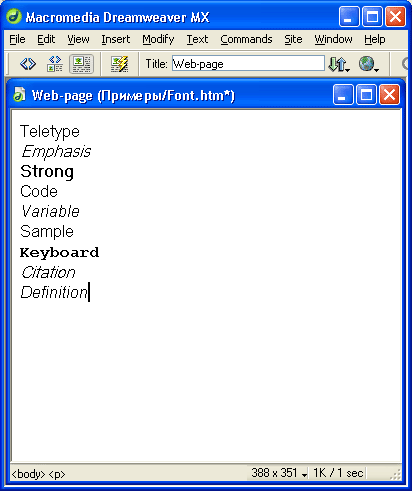 Macromedia Dreamweaver MX
File Edit View Insert Modify Text Commands Site Window Help
Title: Web-page
Web-page (Примеры/Font.htm*)
Teletype
Emphasis
Strong
Code
Variable
Sample
Keyboard
Citation
Definition
<body> <p> 388 x 351 1K / 1 sec